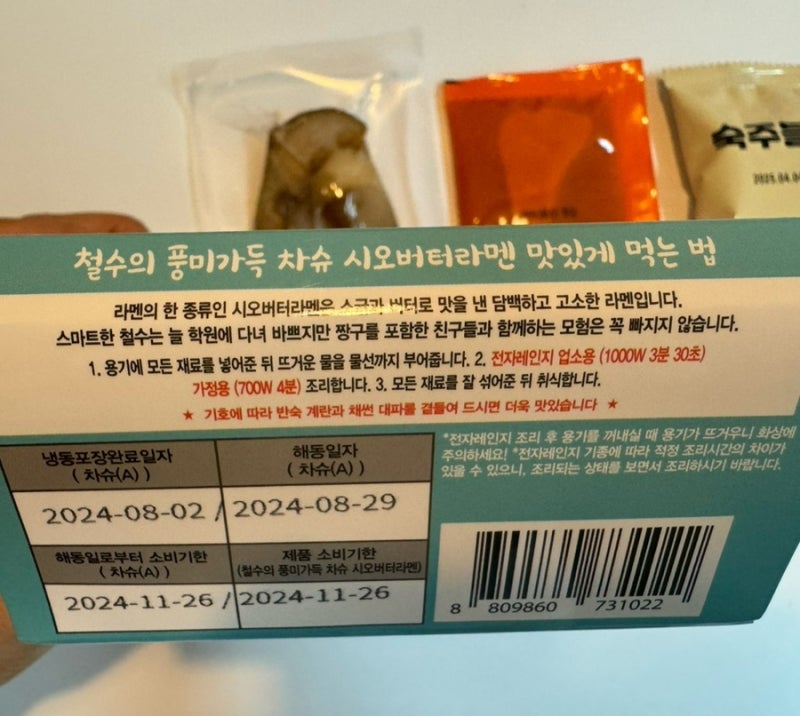 숙주
2025.04.0
철수의 풍미가득 차슈 시오버터라멘 맛있게 먹는 법
라멘의 한 종류인 시오버터라멘은 소금과 버터로 맛을 낸 담백하고 고소한 라멘입니다.
스마트한 철수는 늘 학원에 다녀 바쁘지만 짱구를 포함한 친구들과 함께하는 모험은 꼭 빠지지 않습니다.
1. 용기에 모든 재료를 넣어준 뒤 뜨거운 물을 물선까지 부어줍니다. 2. 전자레인지 업소용 (1000W 3분 30초)
가정용 (700W 4분) 조리합니다. 3. 모든 재료를 잘 섞어준 뒤 취식합니다.
★ 기호에 따라 반숙 계란과 채썬 대파를 곁들여 드시면 더욱 맛있습니다 ★
냉동포장완료일자
( 차슈(A) )
해동일자
( 차슈(A) )
2024-08-02 / 2024-08-29
해동일로부터 소비기한
( 차슈(A) )
제품 소비기한
(철수의 풍미가득 차슈 시오버터라멘)
2024-11-26 / 2024-11-26
*전자레인지 조리 후 용기를 꺼내실 때 용기가 뜨거우니 화상에
주의하세요! *전자레인지 기종에 따라 적정 조리시간의 차이가
있을 수 있으니, 조리되는 상태를 보면서 조리하시기 바랍니다.
8 809860 731022